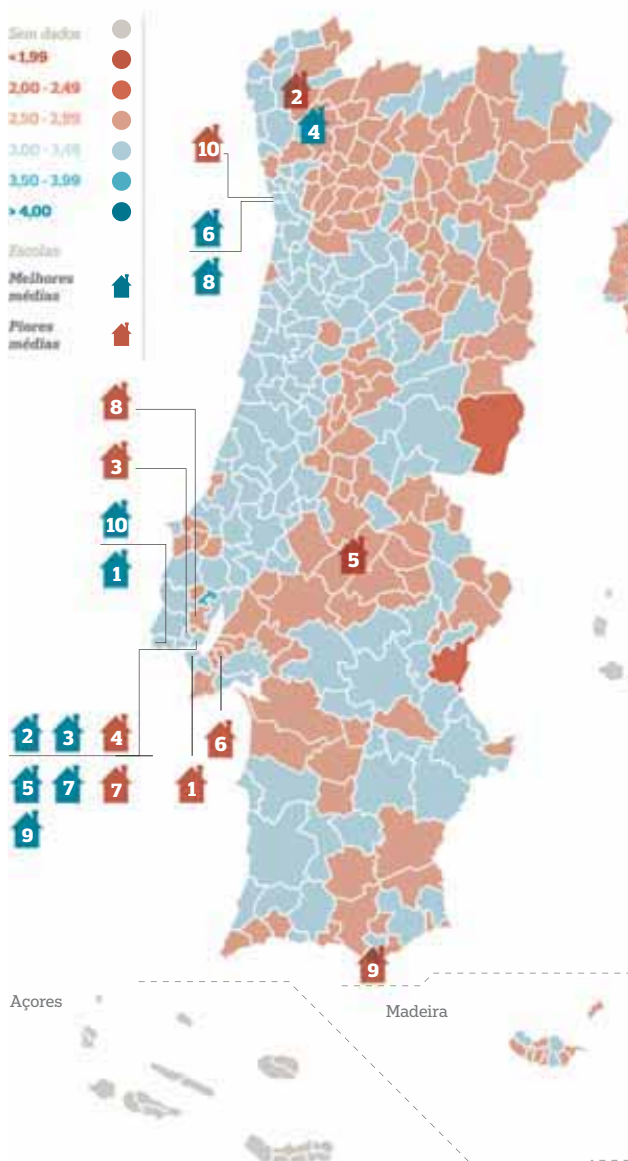 Sem dados
<1,99
2,00 - 2,49
2,50 - 2,99
3,00 - 3,49
3,50 - 3,99
> 4,00
Escolas
Melhores
médias
Piores
médias
2
4
10
6
8
8
3
10
1
5
2
3
4
6
5
7
7
1
9
9
Açores
Madeira